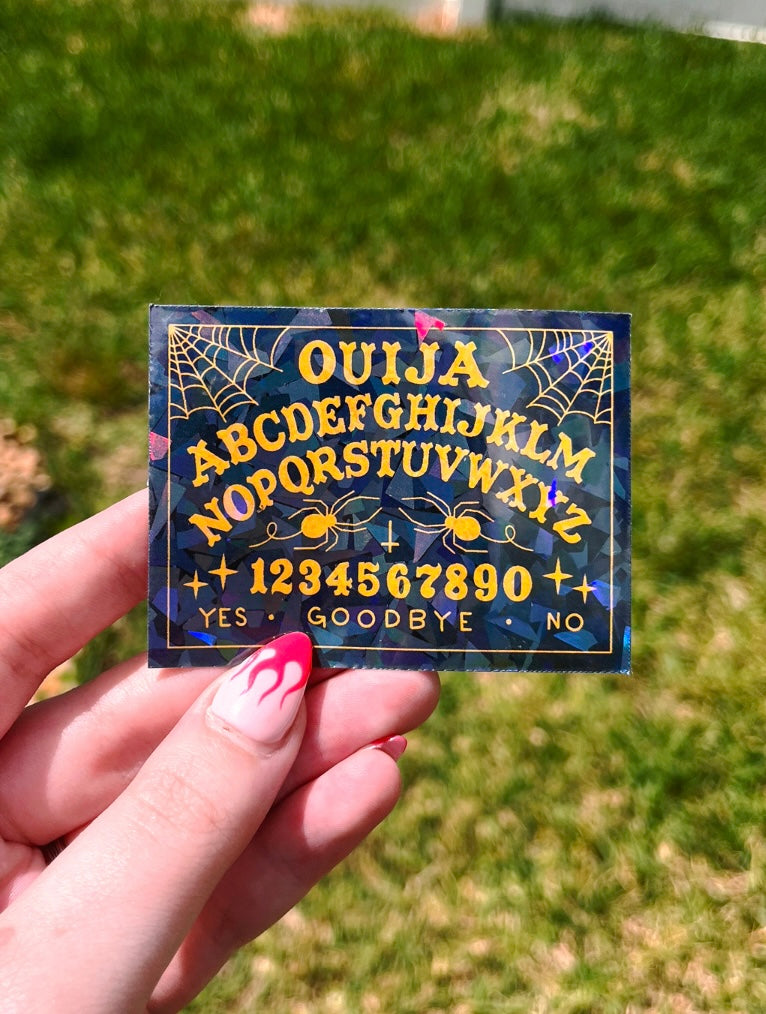 OUIJA
ABCDEFGHIJKLM
NOPQRSTUVWXYZ
1234567890
YES · GOODBYE · NO